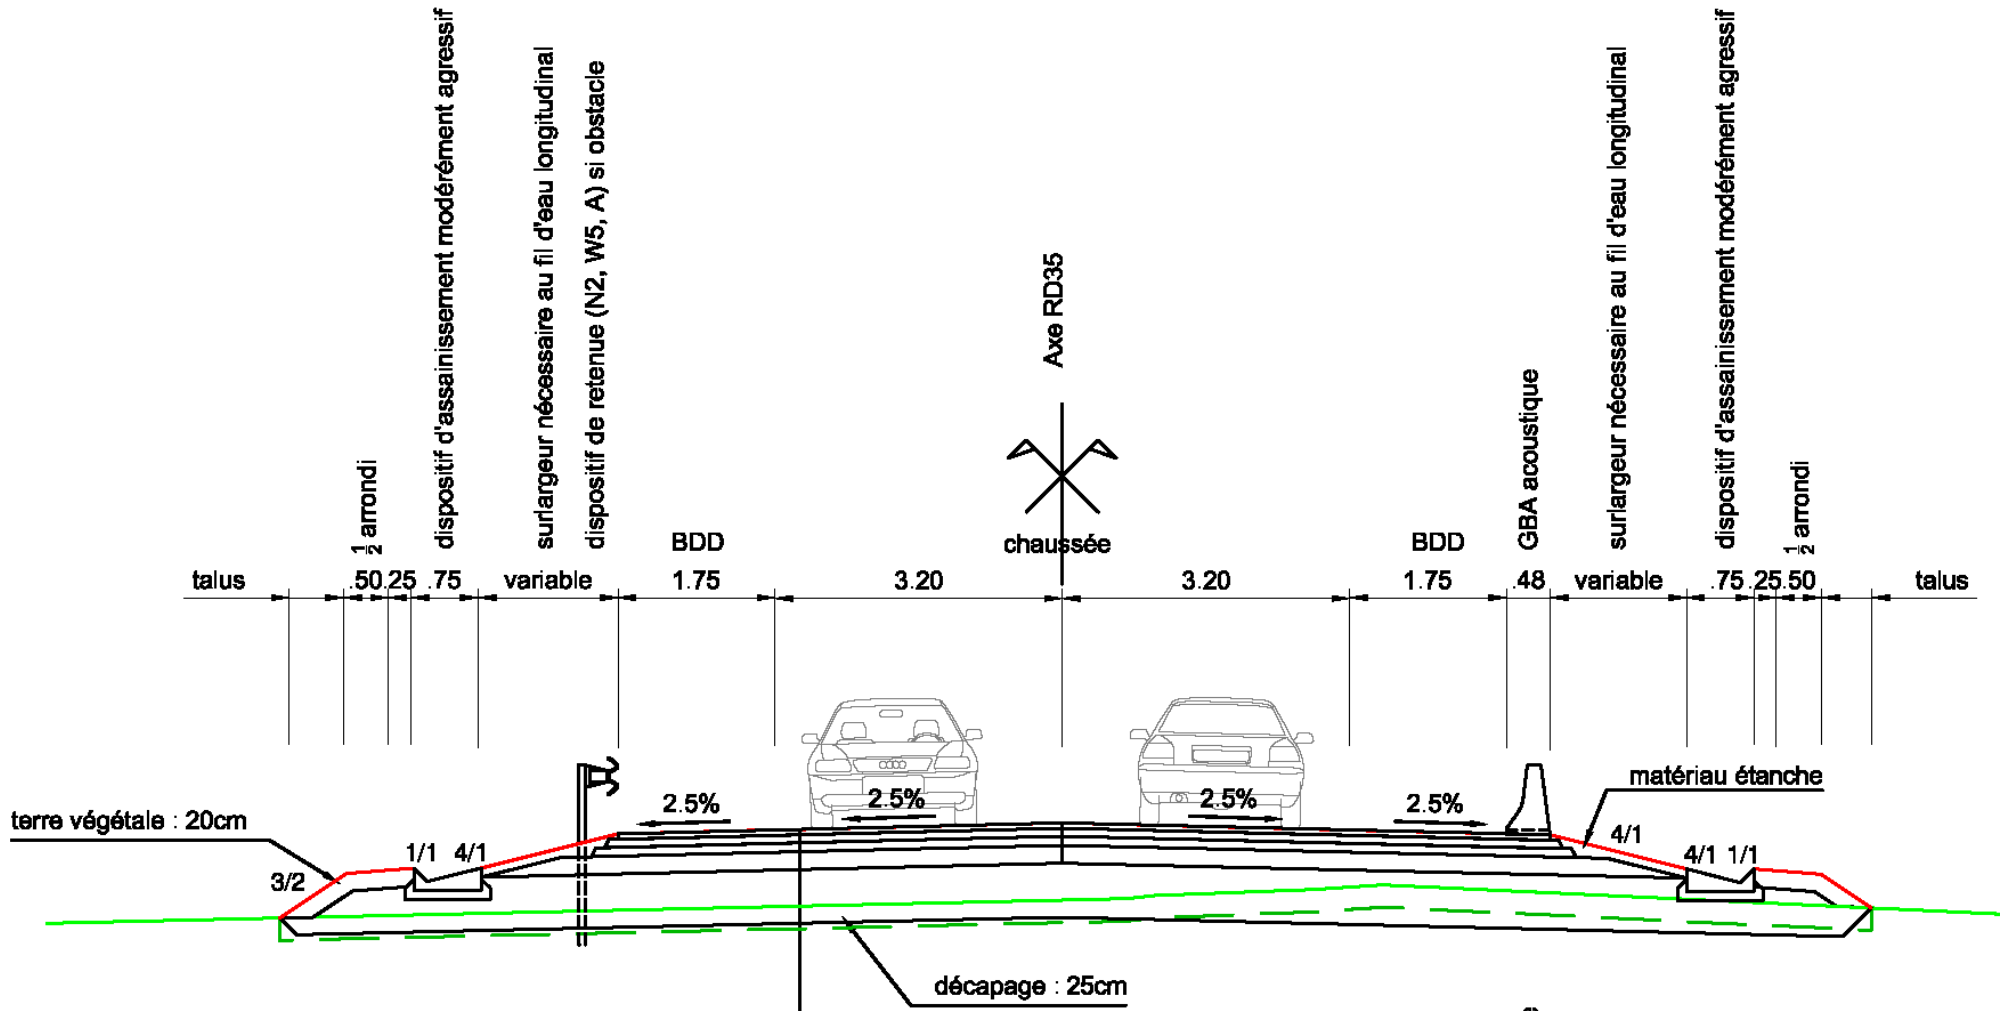 ½ arrondi
dispositif d'assainissement modérément agressif
surlargeur nécessaire au fil d'eau longitudinal
dispositif de retenue (N2, W5, A) si obstacle
BDD
Axe RD35
chaussée
BDD
GBA acoustique
surlargeur nécessaire au fil d'eau longitudinal
dispositif d'assainissement modérément agressif
½ arrondi
talus .50 .25 .75 variable 1.75 3.20 3.20 1.75 .48 variable .75 .25 .50 talus
matériau étanche
2.5% 2.5% 2.5% 2.5%
terre végétale : 20cm
4/1
1/1 4/1
4/1 1/1
3/2
décapage : 25cm